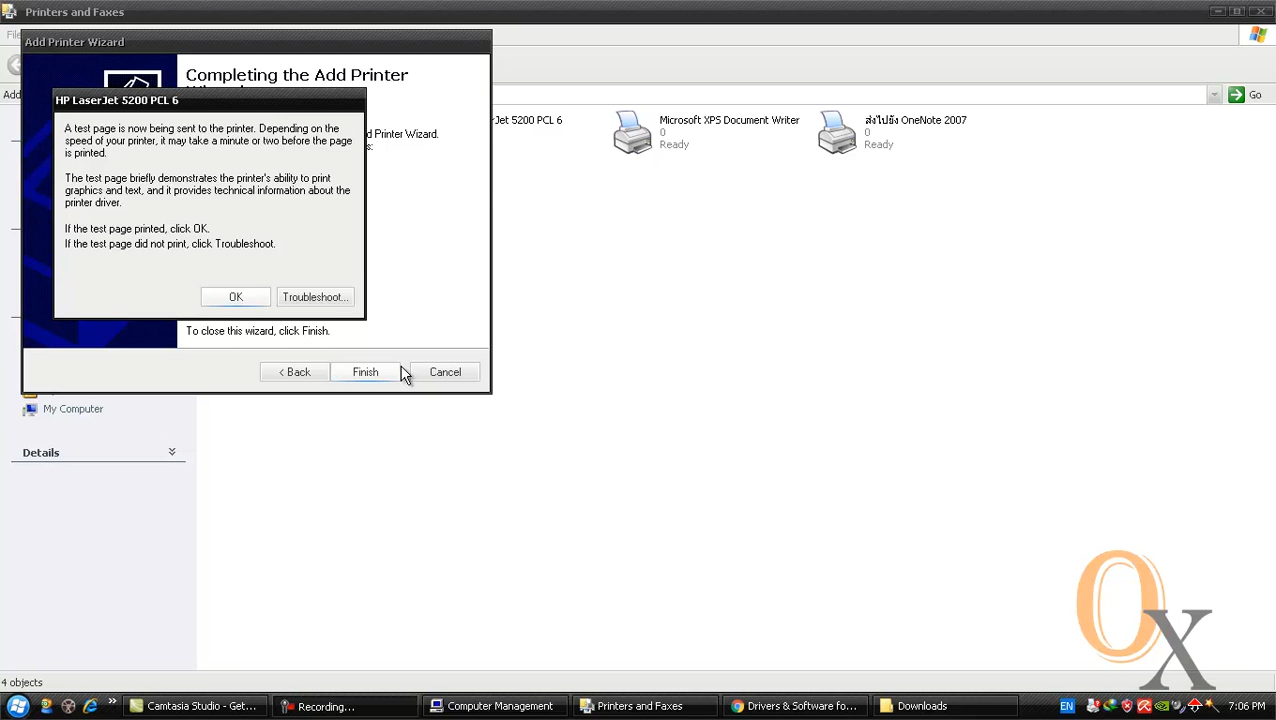 Printers and Faxes
Add Printer Wizard
Completing the Add Printer
HP LaserJet 5200 PCL 6
A test page is now being sent to the printer. Depending on the
speed of your printer, it may take a minute or two before the page
is printed.
The test page briefly demonstrates the printer's ability to print
graphics and text, and it provides technical information about the
printer driver.
If the test page printed, click OK.
If the test page did not print, click Troubleshoot.
OK
Troubleshoot...
d Printer Wizard.
To close this wizard, click Finish.
< Back
Finish
Cancel
Go
rJet 5200 PCL 6
Microsoft XPS Document Writer
0
Ready
ส่งไปยัง OneNote 2007
0
Ready
My Computer
Details
OX
4 objects
Camtasia Studio - Get...
Recording...
Computer Management
Printers and Faxes
Drivers & Software fo...
Downloads
EN
7:06 PM